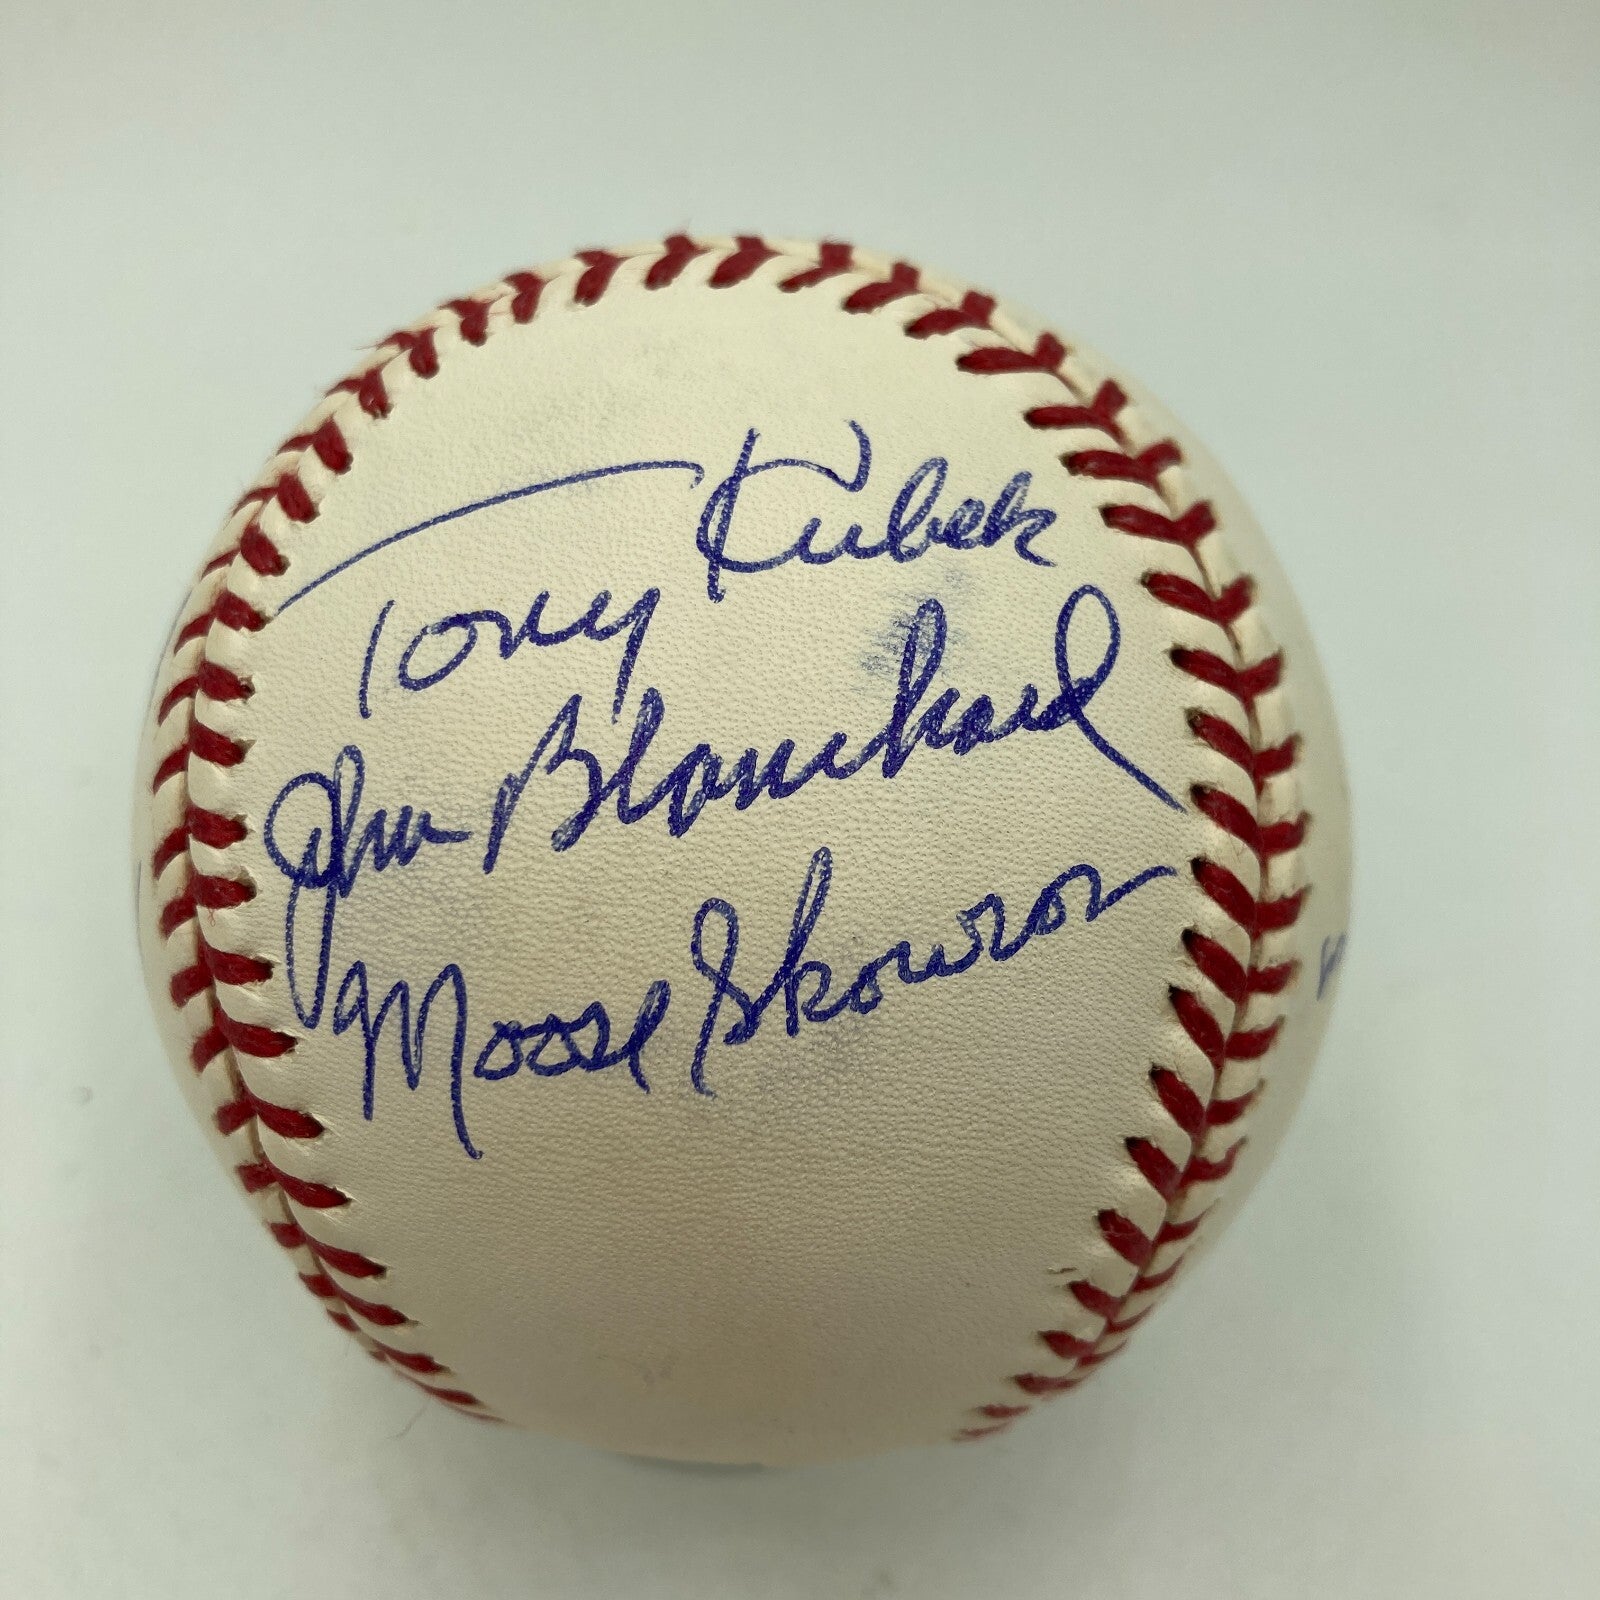 Tony Kubek
John Blanchard
Moose Skowron